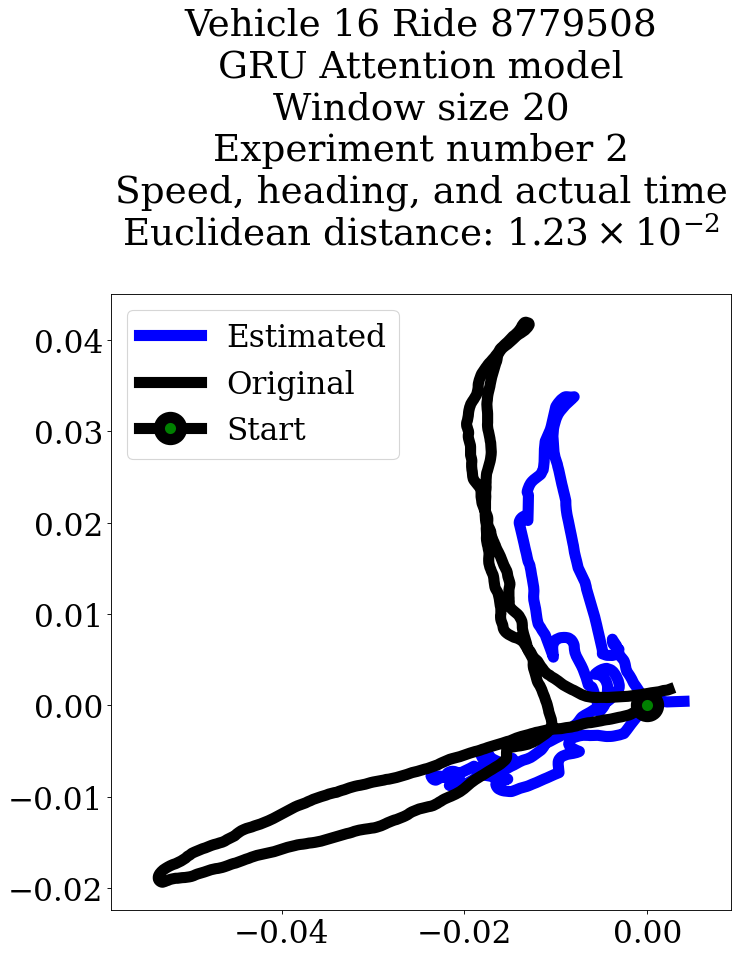 Vehicle 16 Ride 8779508
GRU Attention model
Window size 20
Experiment number 2
Speed, heading, and actual time
Euclidean distance: 1.23 × 10⁻²
Estimated
Original
Start
0.04
0.03
0.02
0.01
0.00
−0.01
−0.02
−0.04 −0.02 0.00